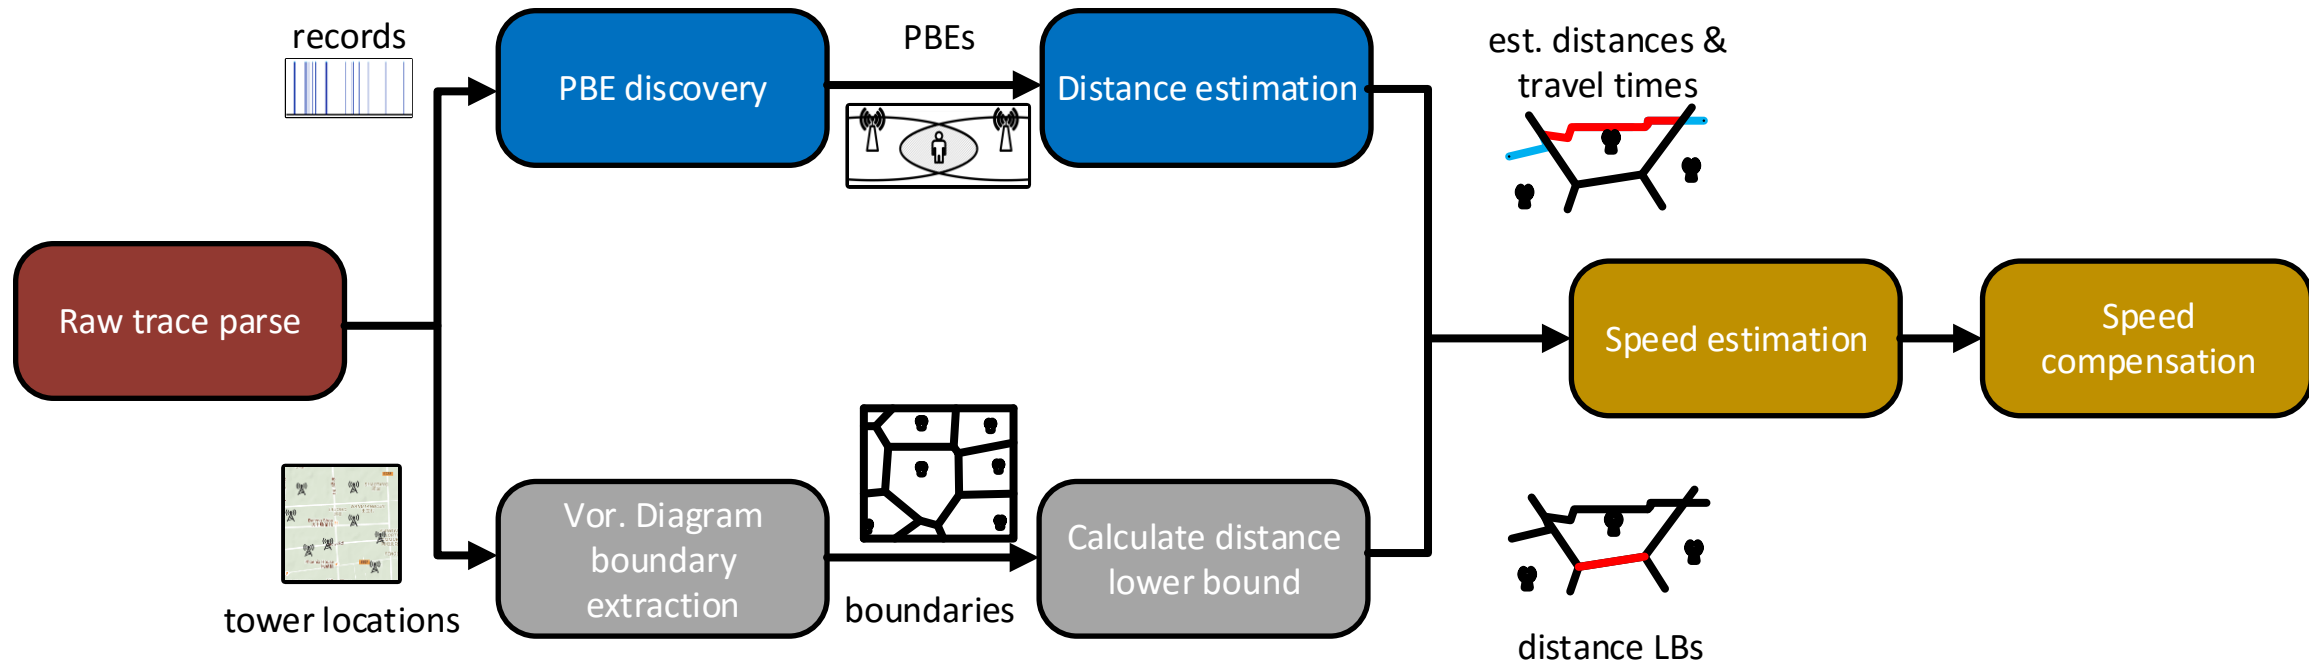 records
PBE discovery
PBEs
Distance estimation
est. distances &
travel times
Raw trace parse
Speed estimation
Speed
compensation
tower locations
Vor. Diagram
boundary
extraction
boundaries
Calculate distance
lower bound
distance LBs